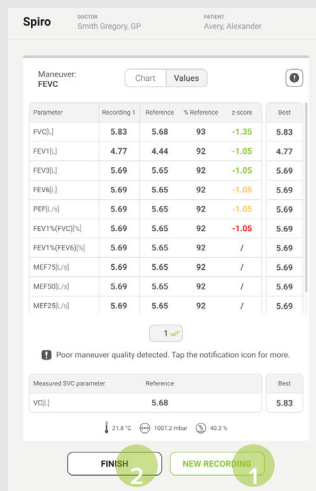 Spiro
DOCTOR
Smith Gregory, GP
PATIENT
Avery, Alexander
Maneuver:
FEVC
Chart Values
Parameter Recording 1 Reference % Reference z-score Best
FVC[L] 5.83 5.68 93 -1.35 5.83
FEV1[L] 4.77 4.44 92 -1.05 4.77
FEV3[L] 5.69 5.65 92 -1.05 5.69
FEV6[L] 5.69 5.65 92 -1.05 5.69
PEF[L/s] 5.69 5.65 92 -1.05 5.69
FEV1%(FVC)[%] 5.69 5.65 92 -1.05 5.69
FEV1%(FEV6)[%] 5.69 5.65 92 / 5.69
MEF75[L/s] 5.69 5.65 92 / 5.69
MEF50[L/s] 5.69 5.65 92 / 5.69
MEF25[L/s] 5.69 5.65 92 / 5.69
1
Poor maneuver quality detected. Tap the notification icon for more.
Measured SVC parameter Reference Best
VC[L] 5.68 5.83
21.8 °C 1007.2 mbar 40.2 %
FINISH NEW RECORDING
2 1